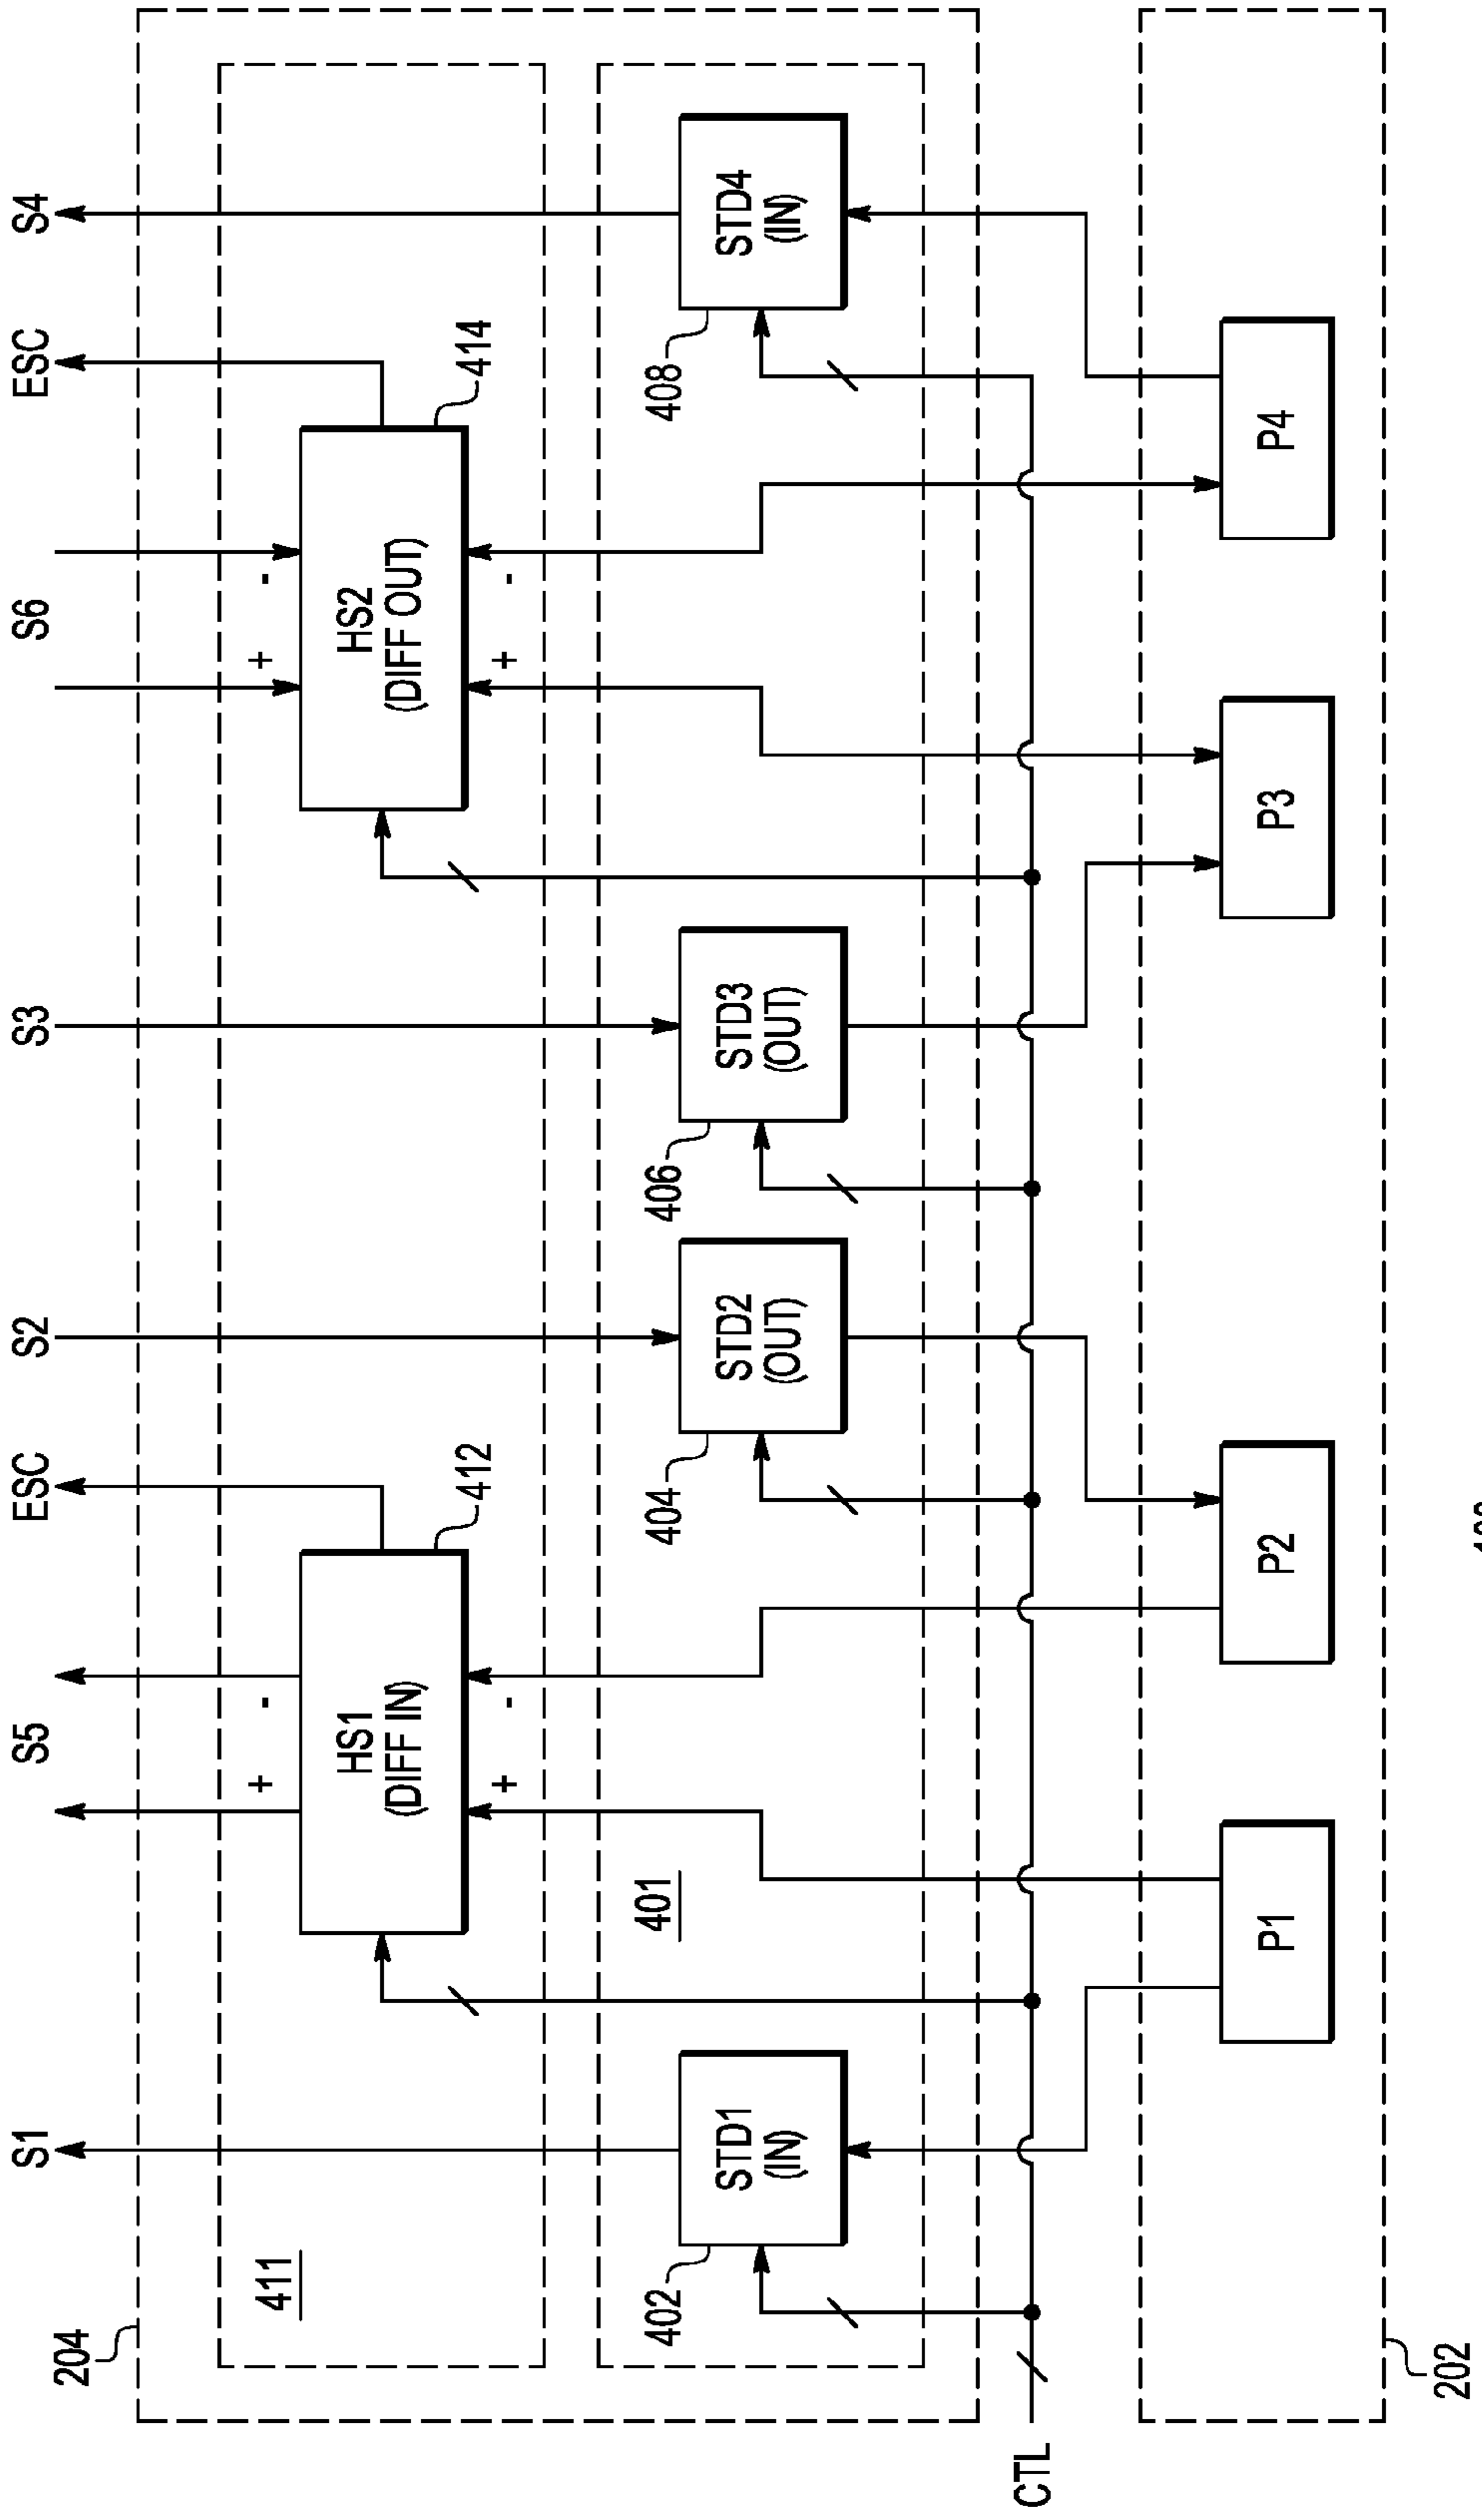 S1
S5
ESC
S2
S3
S6
ESC
S4
204
411
+
-
+
-
HS1
(DIFF IN)
HS2
(DIFF OUT)
+
-
+
-
412
414
401
402
404
406
408
STD1
(IN)
STD2
(OUT)
STD3
(OUT)
STD4
(IN)
CTL
P1
P2
P3
P4
202